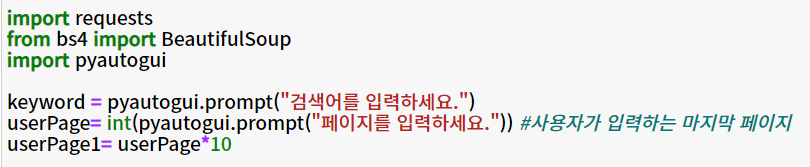 import requests
from bs4 import BeautifulSoup
import pyautogui
keyword = pyautogui.prompt("검색어를 입력하세요.")
userPage= int(pyautogui.prompt("페이지를 입력하세요.")) #사용자가 입력하는 마지막 페이지
userPage1= userPage*10